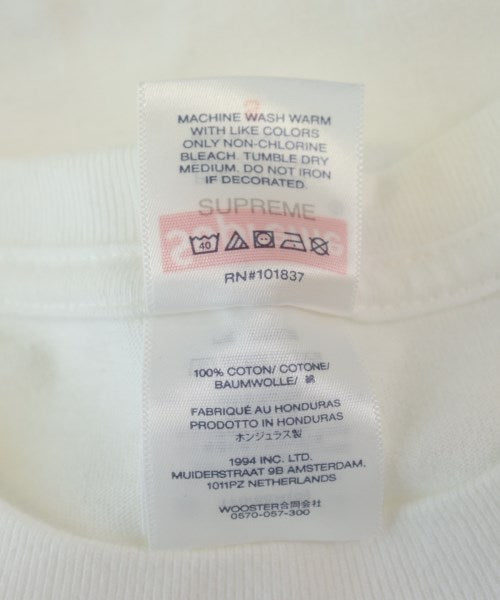 MACHINE WASH WARM
WITH LIKE COLORS
ONLY NON-CHLORINE
BLEACH. TUMBLE DRY
MEDIUM. DO NOT IRON
IF DECORATED.
SUPREME
40
RN#101837
100% COTON/ COTONE/
BAUMWOLLE/ 綿
FABRIQUÉ AU HONDURAS
PRODOTTO IN HONDURAS
ホンジュラス製
1994 INC. LTD.
MUIDERSTRAAT 9B AMSTERDAM,
1011PZ NETHERLANDS
WOOSTER合同会社
0570-057-300